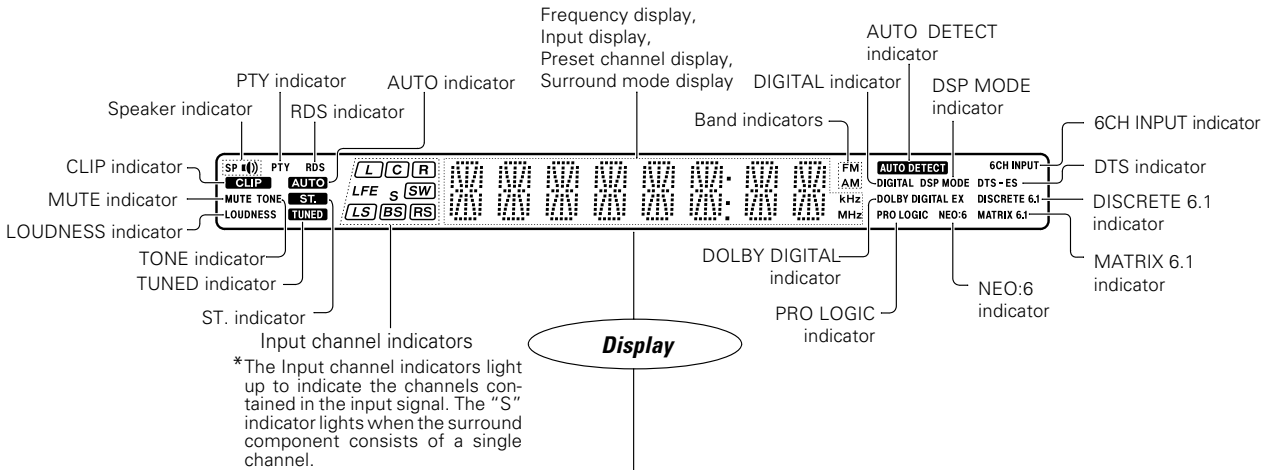 Frequency display,
Input display,
Preset channel display,
Surround mode display
AUTO DETECT
indicator
PTY indicator
AUTO indicator
DIGITAL indicator
DSP MODE
indicator
Speaker indicator
RDS indicator
Band indicators
6CH INPUT indicator
CLIP indicator
MUTE indicator
LOUDNESS indicator
TONE indicator
TUNED indicator
ST. indicator
SP PTY RDS
CLIP AUTO
MUTE TONE ST.
LOUDNESS TUNED
L C R
LFE S SW
LS BS RS
FM
AM
kHz
MHz
AUTO DETECT 6CH INPUT
DIGITAL DSP MODE DTS-ES
DOLBY DIGITAL EX DISCRETE 6.1
PRO LOGIC NEO:6 MATRIX 6.1
DTS indicator
DISCRETE 6.1
indicator
MATRIX 6.1
indicator
DOLBY DIGITAL
indicator
NEO:6
indicator
PRO LOGIC
indicator
Input channel indicators
Display
*The Input channel indicators light
up to indicate the channels con-
tained in the input signal. The “S”
indicator lights when the surround
component consists of a single
channel.